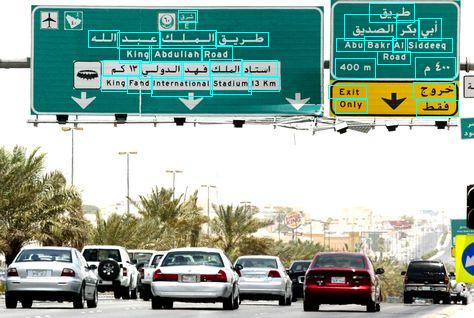 شرق
طريق الملك عبد الله
King Abdullah Road
استاد الملك فهد الدولي ١٣ كم
King Fahd International Stadium 13 Km
طريق
أبي بكر الصديق
Abu Bakr Al Siddeeq
Road
400 m ٤٠٠ م
Exit خروج
Only فقط